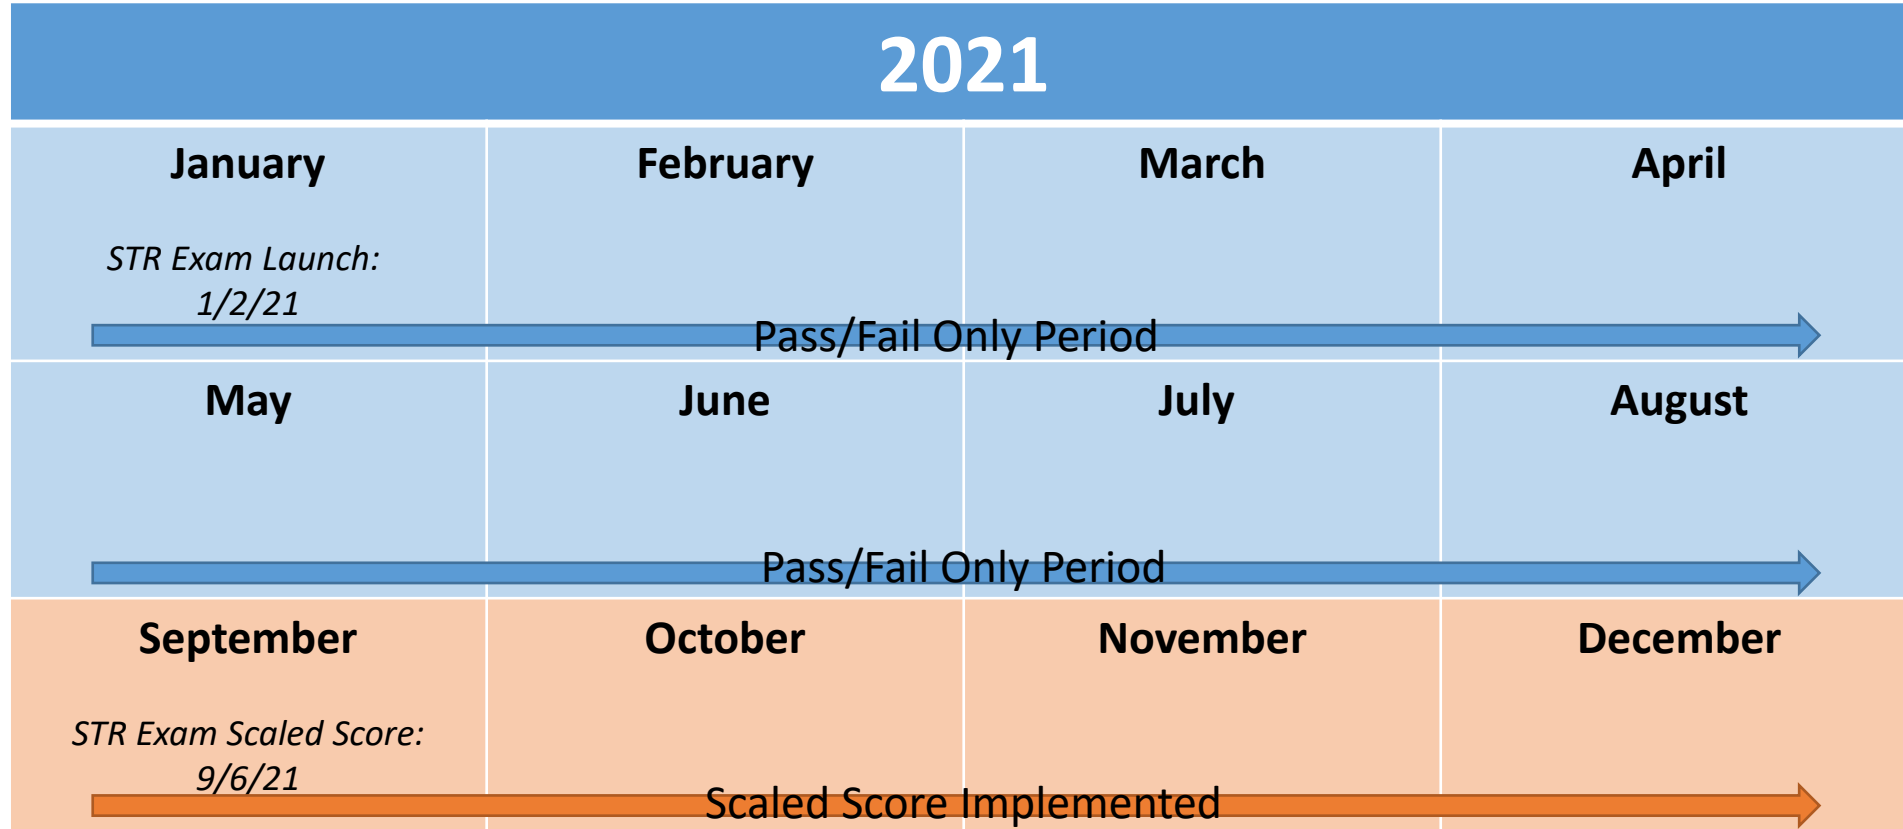 2021
January
February
March
April
STR Exam Launch:
1/2/21
Pass/Fail Only Period
May
June
July
August
Pass/Fail Only Period
September
October
November
December
STR Exam Scaled Score:
9/6/21
Scaled Score Implemented